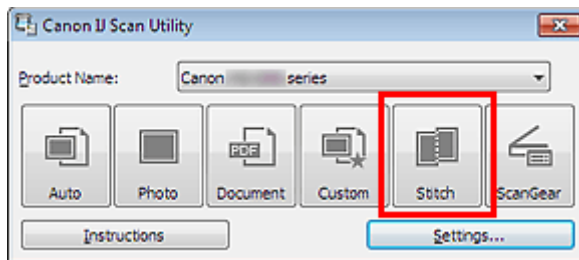 Canon IJ Scan Utility
Product Name: Canon series
PDF
Auto Photo Document Custom Stitch ScanGear
Instructions Settings...